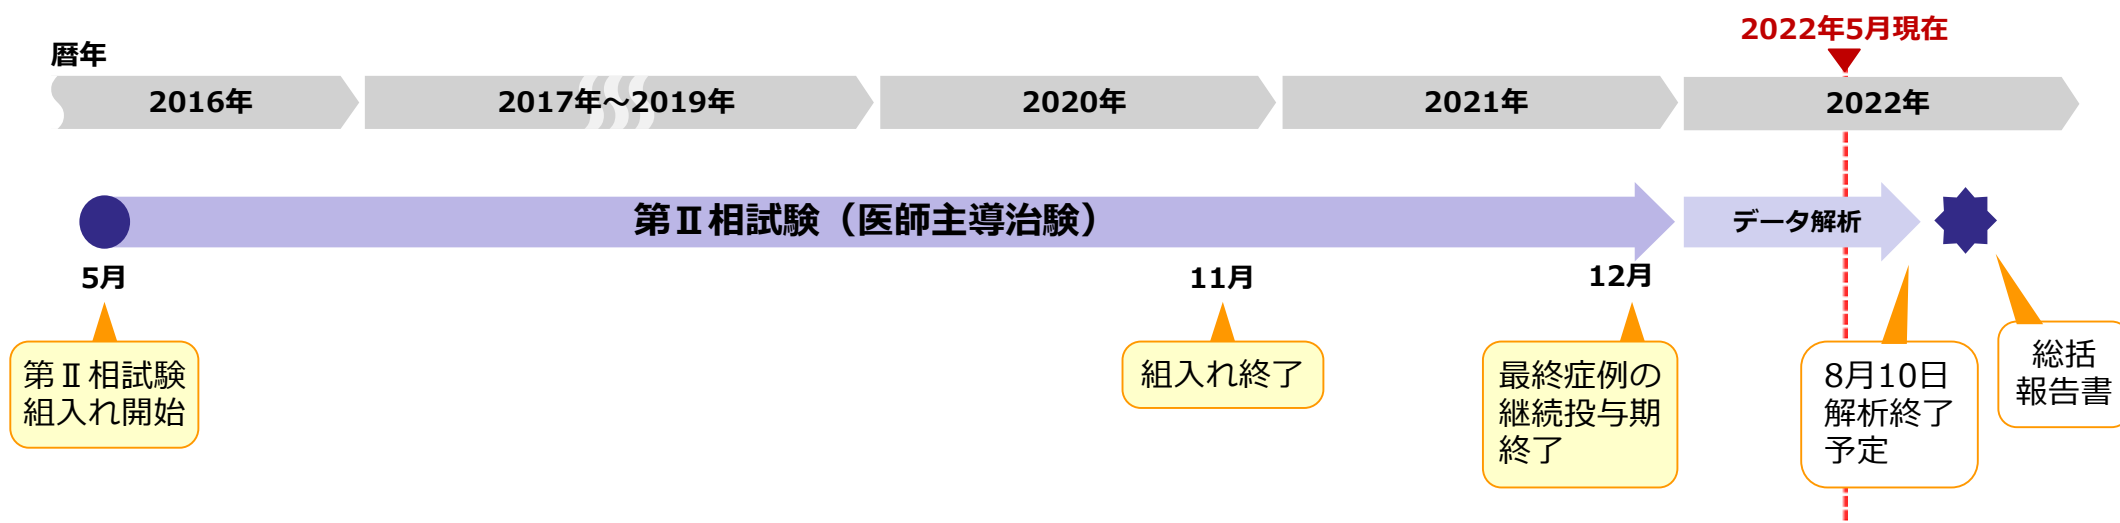 2022年5月現在
暦年
2016年
2017年～2019年
2020年
2021年
2022年
第Ⅱ相試験（医師主導治験）
データ解析
5月
11月
12月
第Ⅱ相試験
組入れ開始
組入れ終了
最終症例の
継続投与期
終了
8月10日
解析終了
予定
総括
報告書